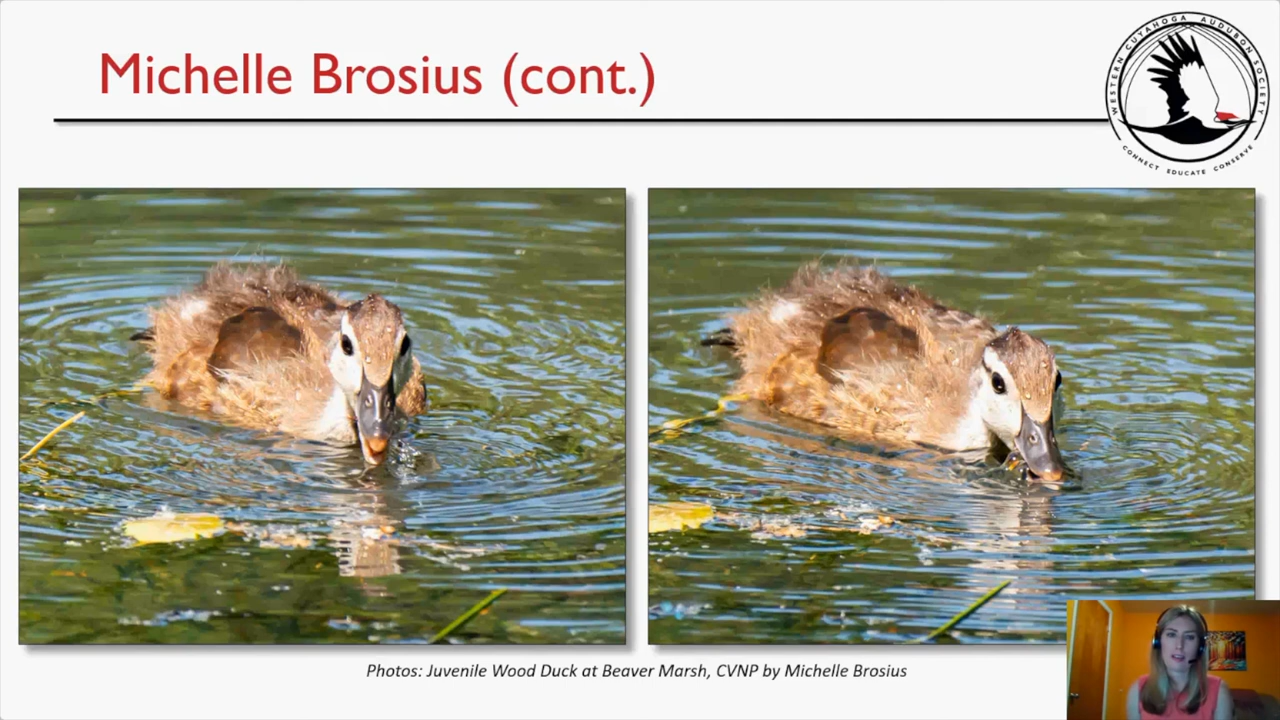 Michelle Brosius (cont.)
WESTERN CUYAHOGA AUDUBON SOCIETY
CONNECT EDUCATE CONSERVE
Photos: Juvenile Wood Duck at Beaver Marsh, CVNP by Michelle Brosius